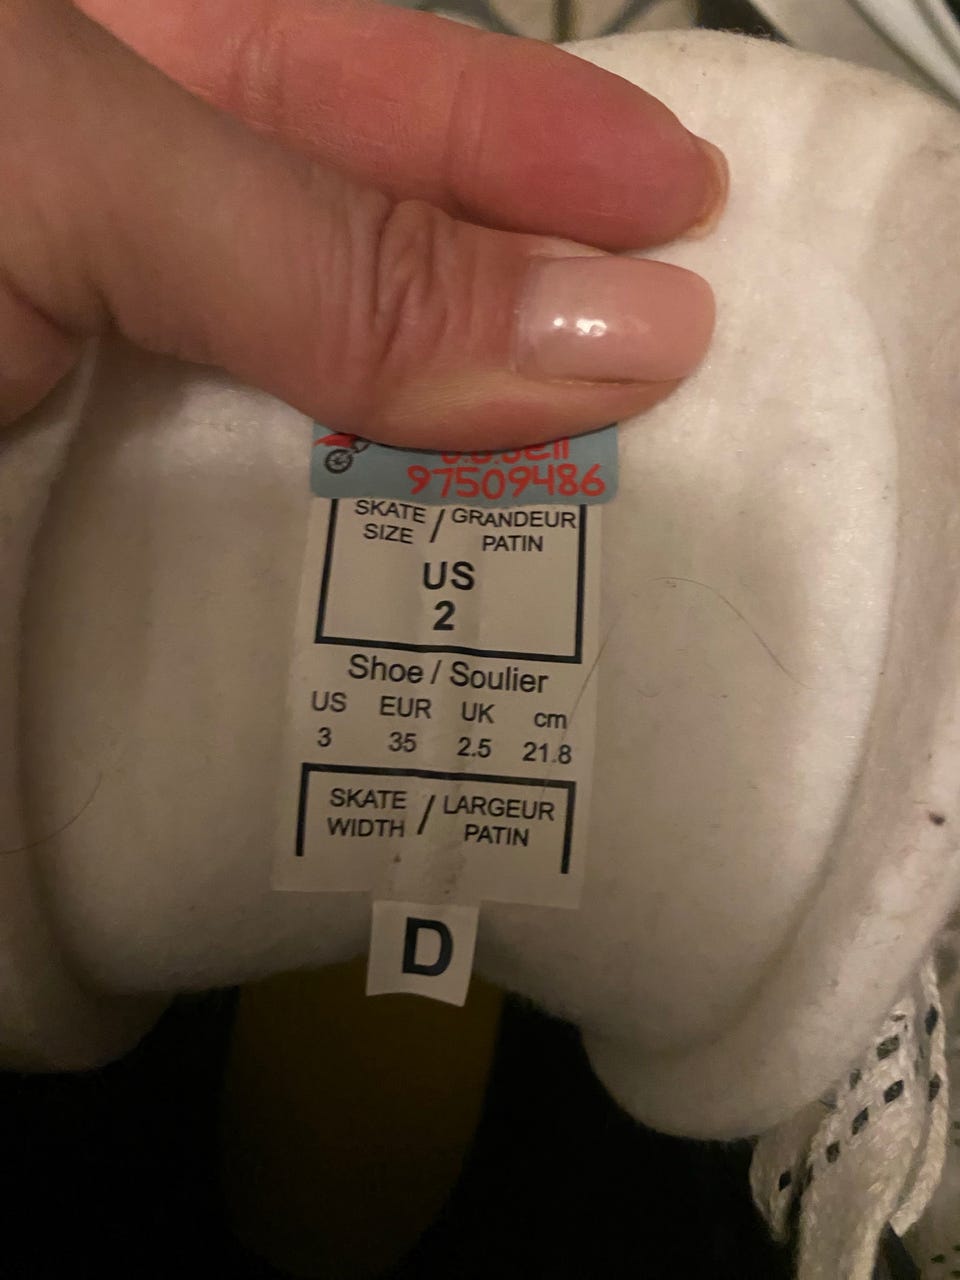 97509486
SKATE / GRANDEUR
SIZE PATIN
US
2
Shoe / Soulier
US EUR UK cm
3 35 2.5 21.8
SKATE / LARGEUR
WIDTH PATIN
D